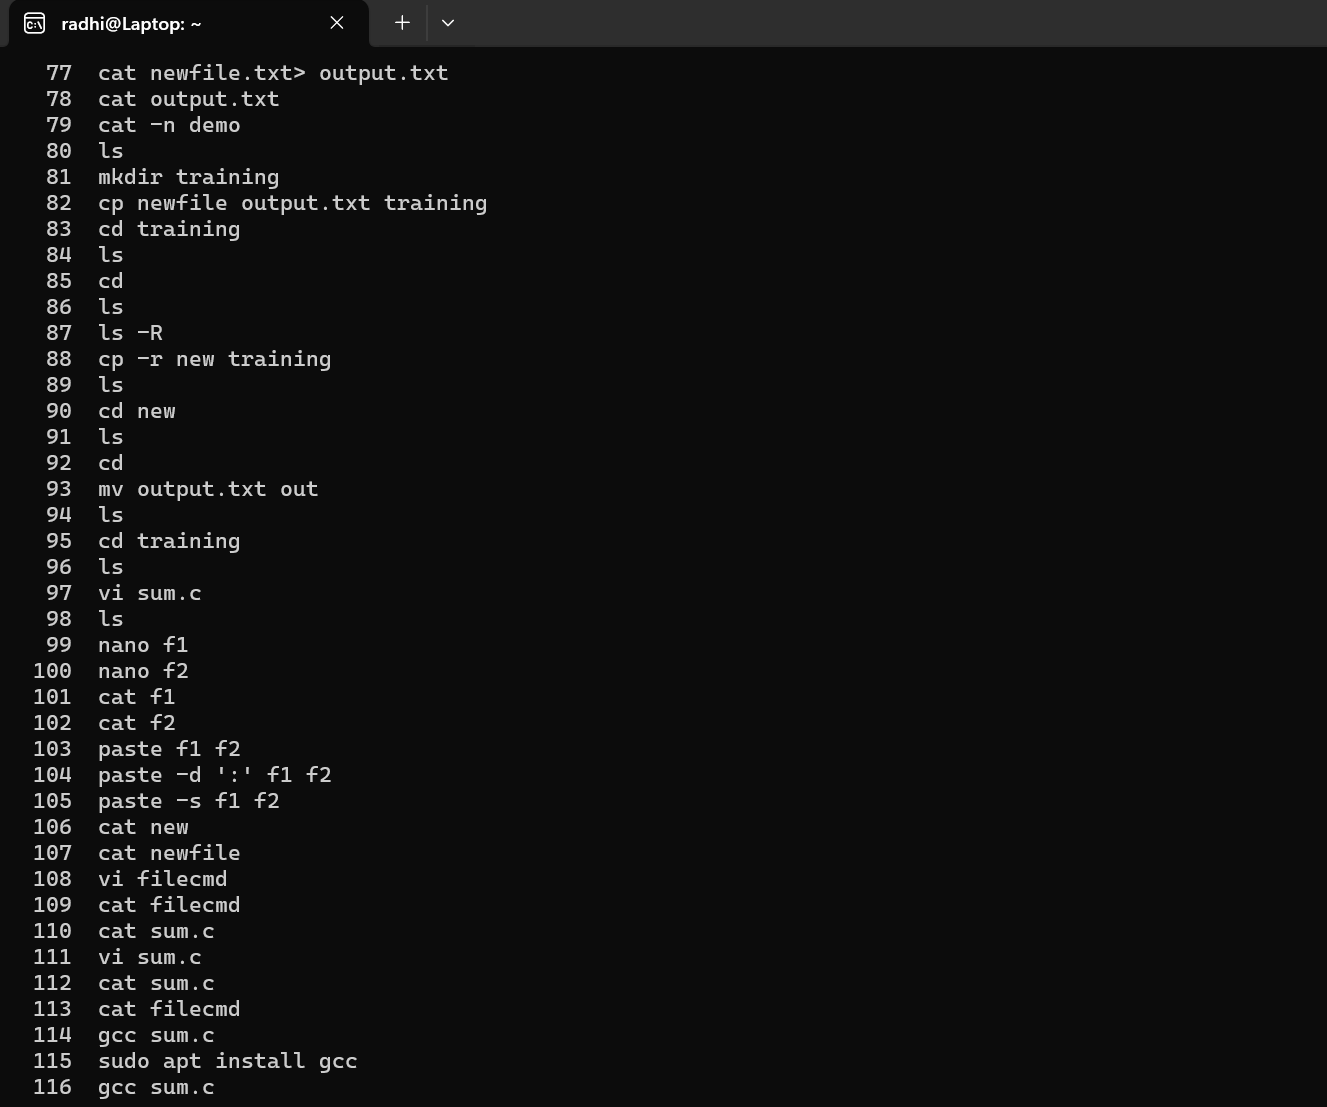 radhi@Laptop: ~
77 cat newfile.txt> output.txt
78 cat output.txt
79 cat -n demo
80 ls
81 mkdir training
82 cp newfile output.txt training
83 cd training
84 ls
85 cd
86 ls
87 ls -R
88 cp -r new training
89 ls
90 cd new
91 ls
92 cd
93 mv output.txt out
94 ls
95 cd training
96 ls
97 vi sum.c
98 ls
99 nano f1
100 nano f2
101 cat f1
102 cat f2
103 paste f1 f2
104 paste -d ':' f1 f2
105 paste -s f1 f2
106 cat new
107 cat newfile
108 vi filecmd
109 cat filecmd
110 cat sum.c
111 vi sum.c
112 cat sum.c
113 cat filecmd
114 gcc sum.c
115 sudo apt install gcc
116 gcc sum.c